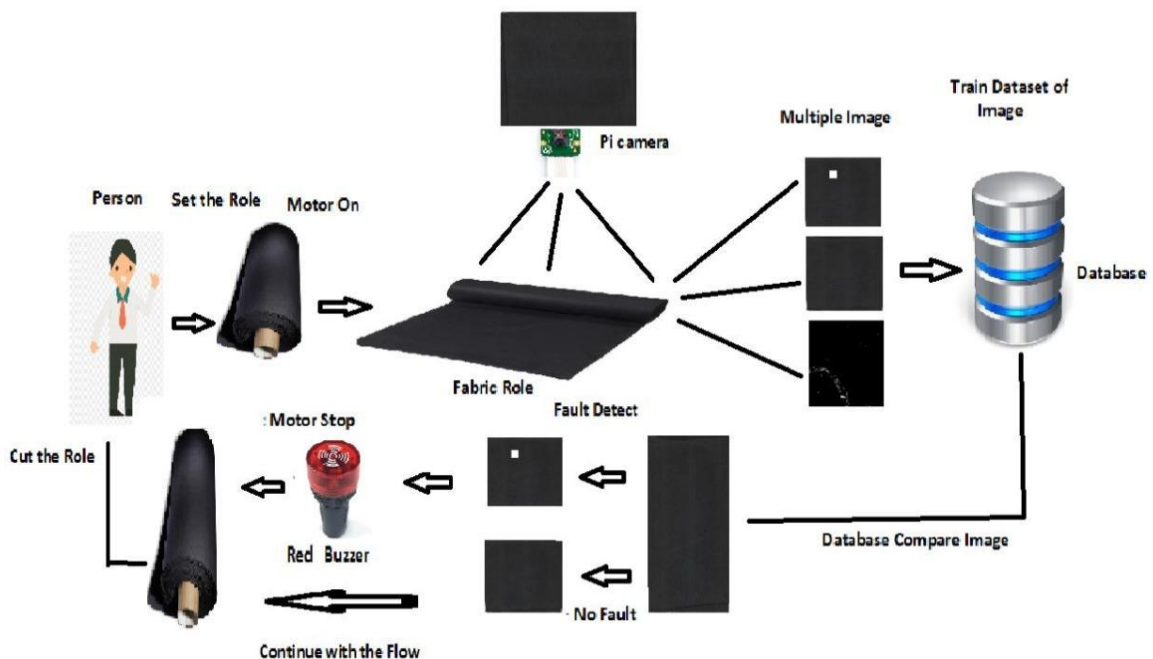 Train Dataset of
Image
Multiple Image
Pi camera
Person
Set the Role
Motor On
Database
Fabric Role
Fault Detect
: Motor Stop
Cut the Role
Red Buzzer
Database Compare Image
- No Fault
Continue with the Flow